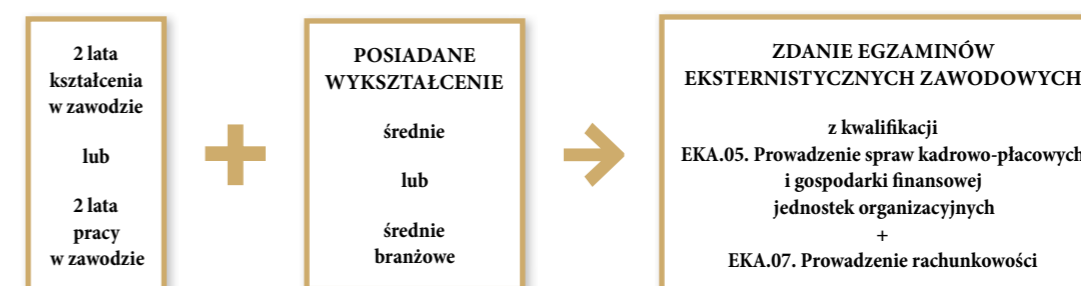 2 lata
kształcenia
w zawodzie
lub
2 lata
pracy
w zawodzie
+
POSIADANE
WYKSZTAŁCENIE
średnie
lub
średnie
branżowe
ZDANIE EGZAMINÓW
EKSTERNISTYCZNYCH ZAWODOWYCH
z kwalifikacji
EKA.05. Prowadzenie spraw kadrowo-płacowych
i gospodarki finansowej
jednostek organizacyjnych
+
EKA.07. Prowadzenie rachunkowości